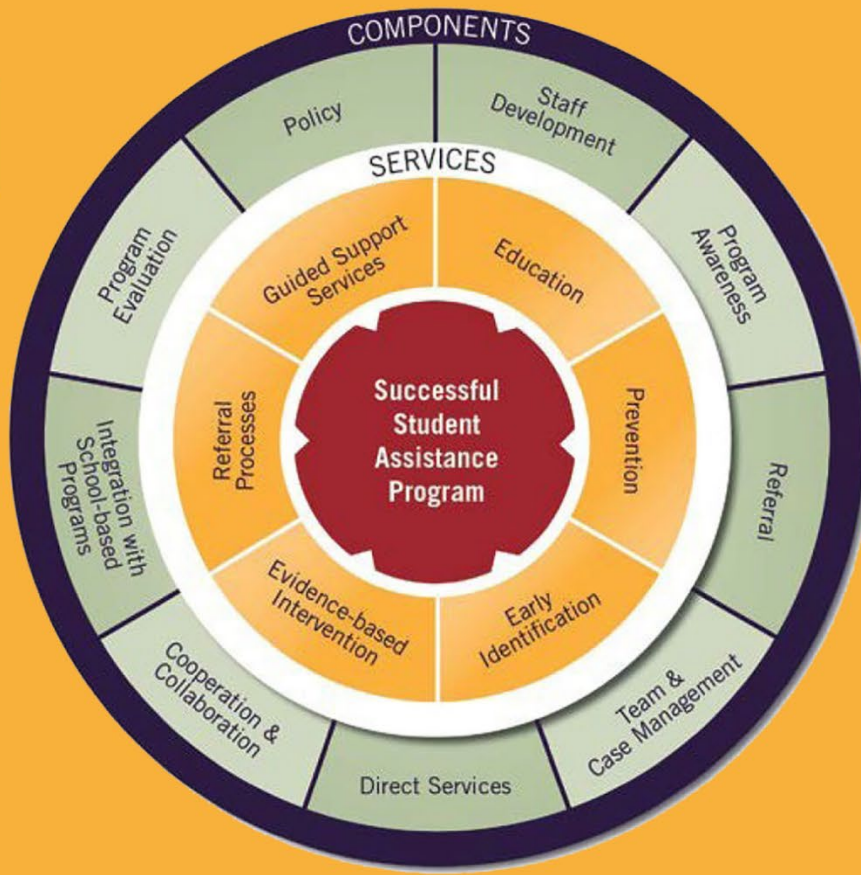 COMPONENTS
Policy
Staff
Development
Program
Awareness
Referral
Team &
Case Management
Direct Services
Cooperation &
Collaboration
Integration with
School-based
Programs
Program
Evaluation
SERVICES
Guided Support
Services
Education
Prevention
Early
Identification
Evidence-based
Intervention
Referral
Processes
Successful
Student
Assistance
Program